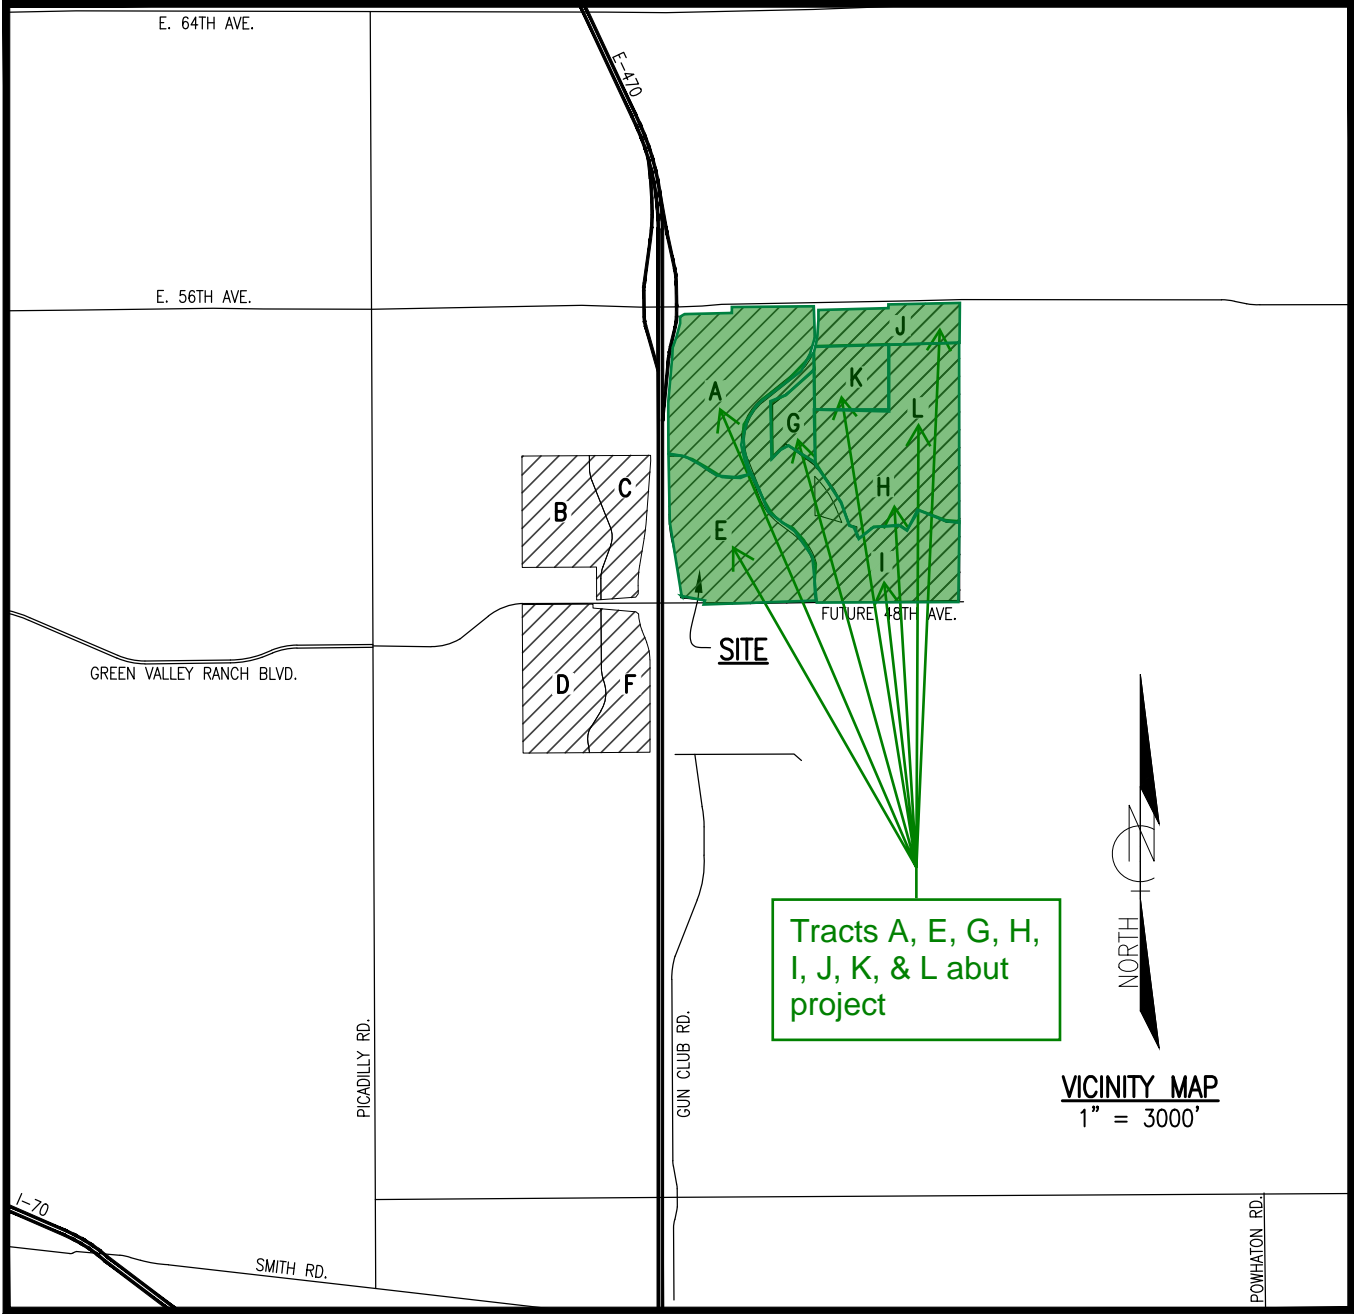 E. 64TH AVE.
E-470
E. 56TH AVE.
J
K
A
L
G
C
H
B
E
I
FUTURE 48TH AVE.
SITE
GREEN VALLEY RANCH BLVD.
D
F
Tracts A, E, G, H,
I, J, K, & L abut
project
NORTH
PICADILLY RD.
GUN CLUB RD.
VICINITY MAP
1" = 3000'
I-70
SMITH RD.
POWHATON RD.